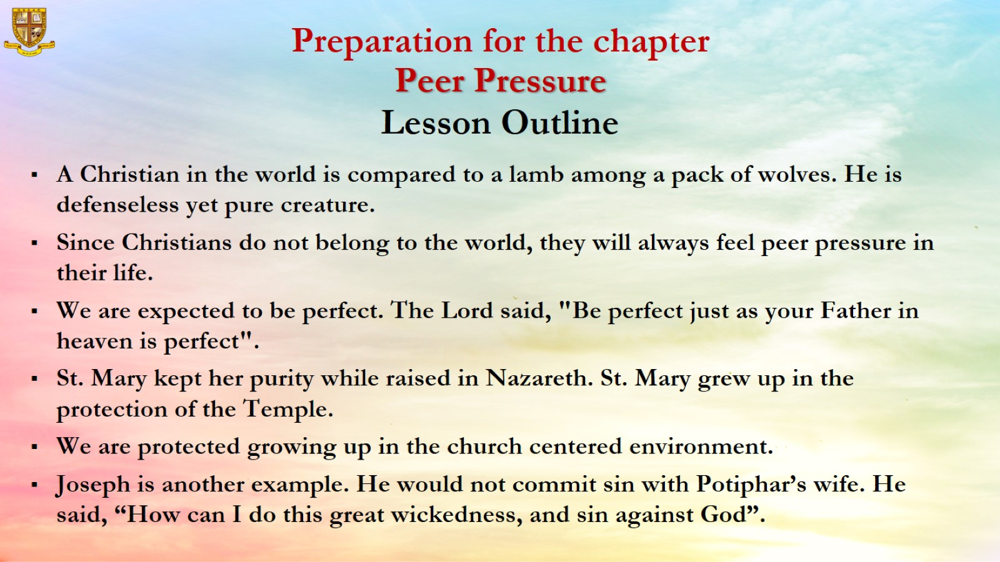 Preparation for the chapter
Peer Pressure
Lesson Outline
▪ A Christian in the world is compared to a lamb among a pack of wolves. He is
defenseless yet pure creature.
▪ Since Christians do not belong to the world, they will always feel peer pressure in
their life.
▪ We are expected to be perfect. The Lord said, "Be perfect just as your Father in
heaven is perfect".
▪ St. Mary kept her purity while raised in Nazareth. St. Mary grew up in the
protection of the Temple.
▪ We are protected growing up in the church centered environment.
▪ Joseph is another example. He would not commit sin with Potiphar’s wife. He
said, “How can I do this great wickedness, and sin against God”.